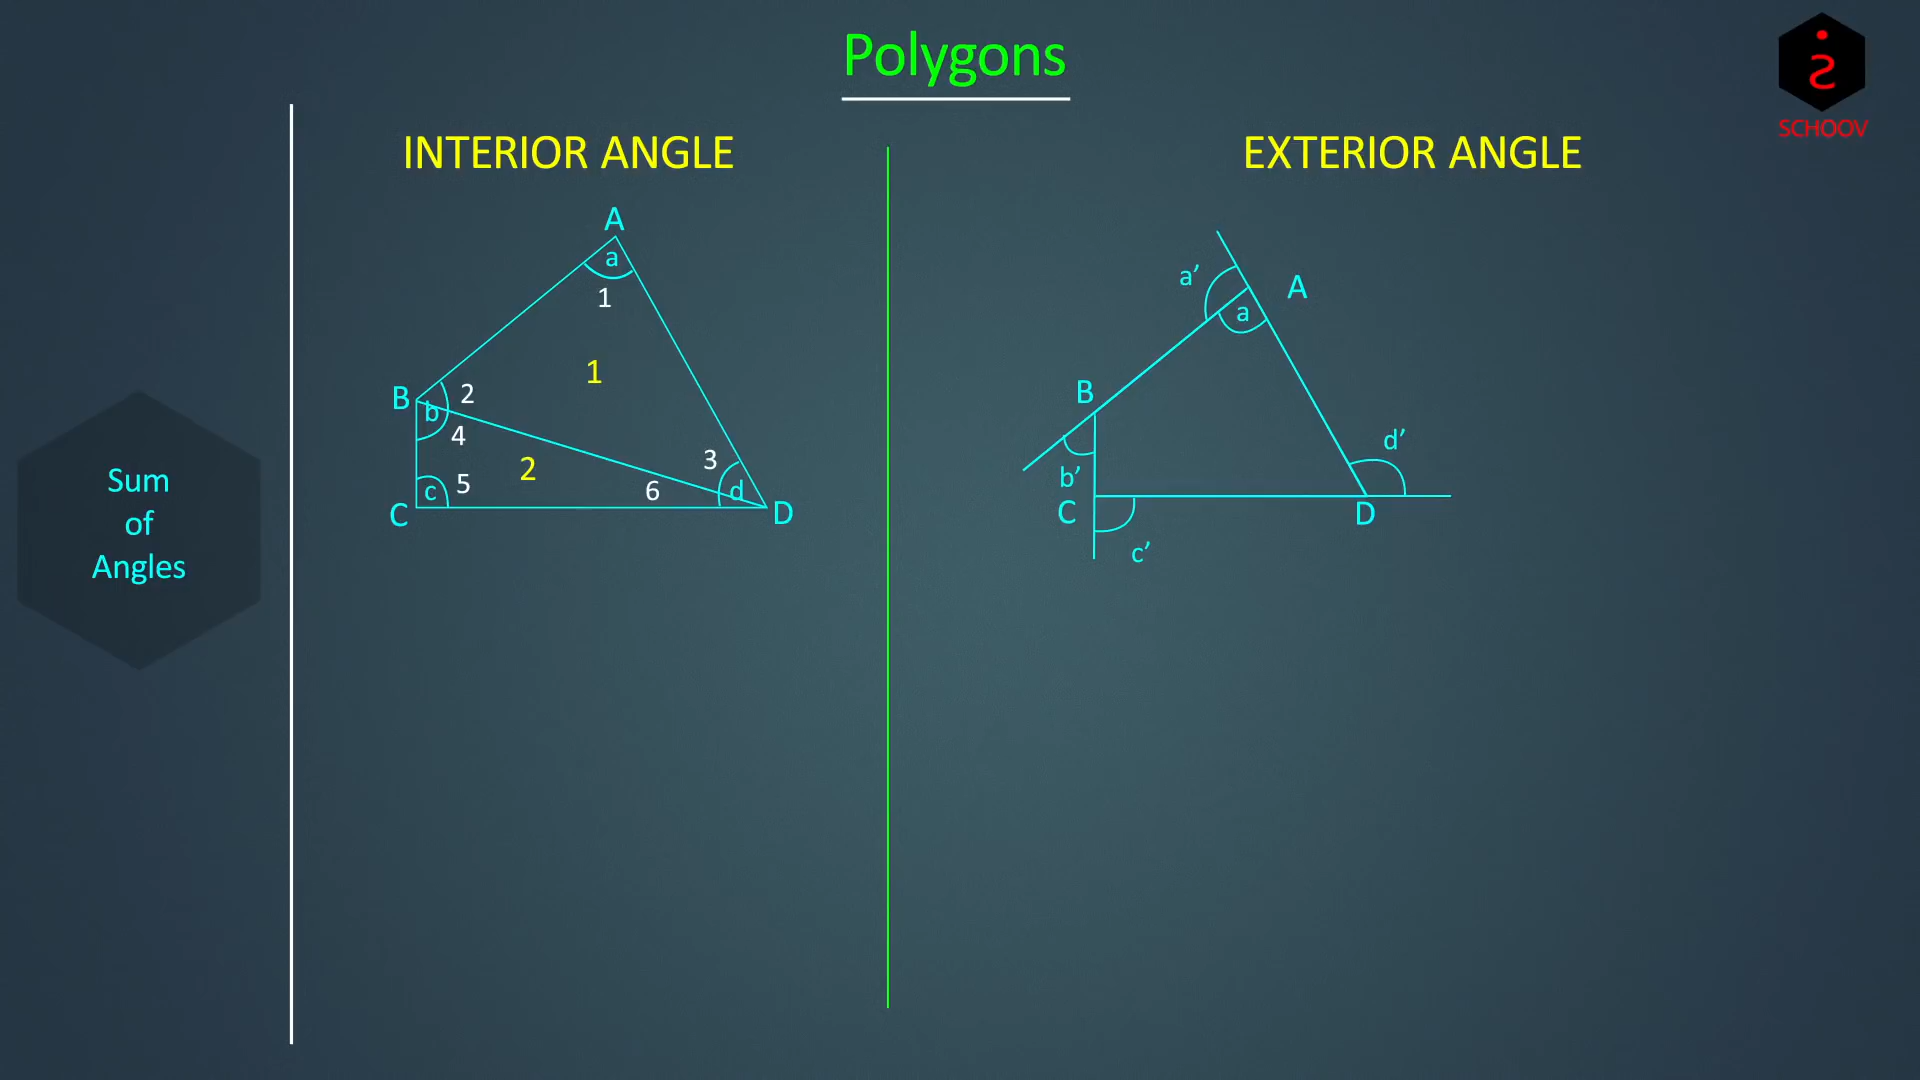 Polygons
SCHOOV
INTERIOR ANGLE
EXTERIOR ANGLE
A
a
1
1
B
b
2
4
2
3
C
c
5
6
d
D
a’
A
a
B
b’
d’
C
D
c’
Sum
of
Angles